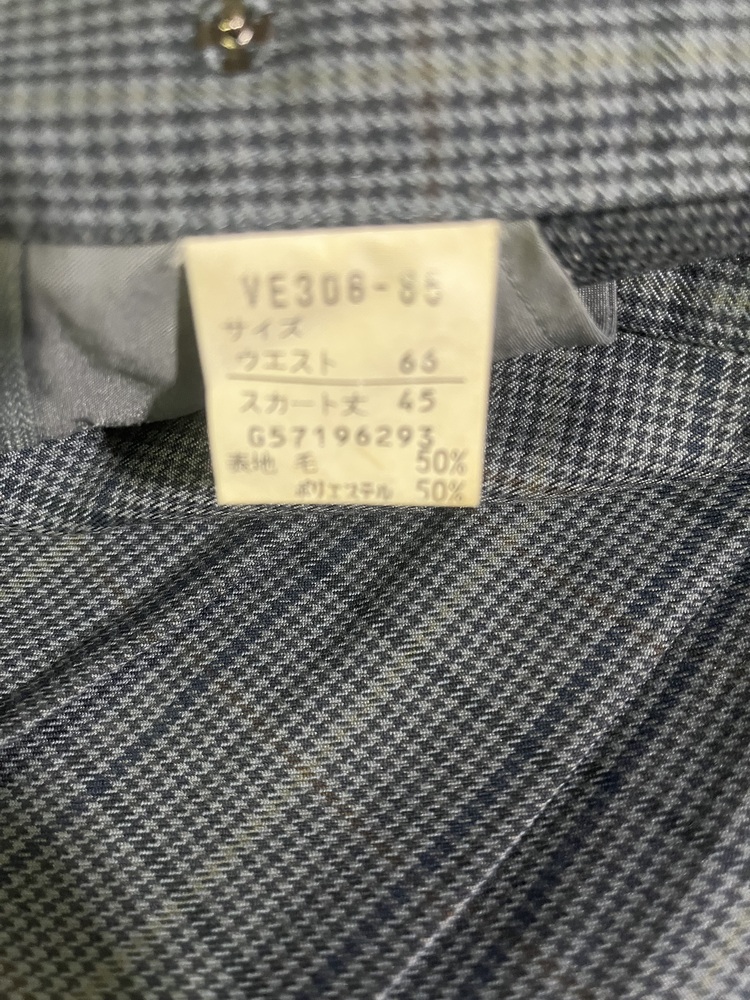 VE308-85
サイズ
ウエスト 66
スカート丈 45
G57196293
表地 毛 50%
ポリエステル 50%